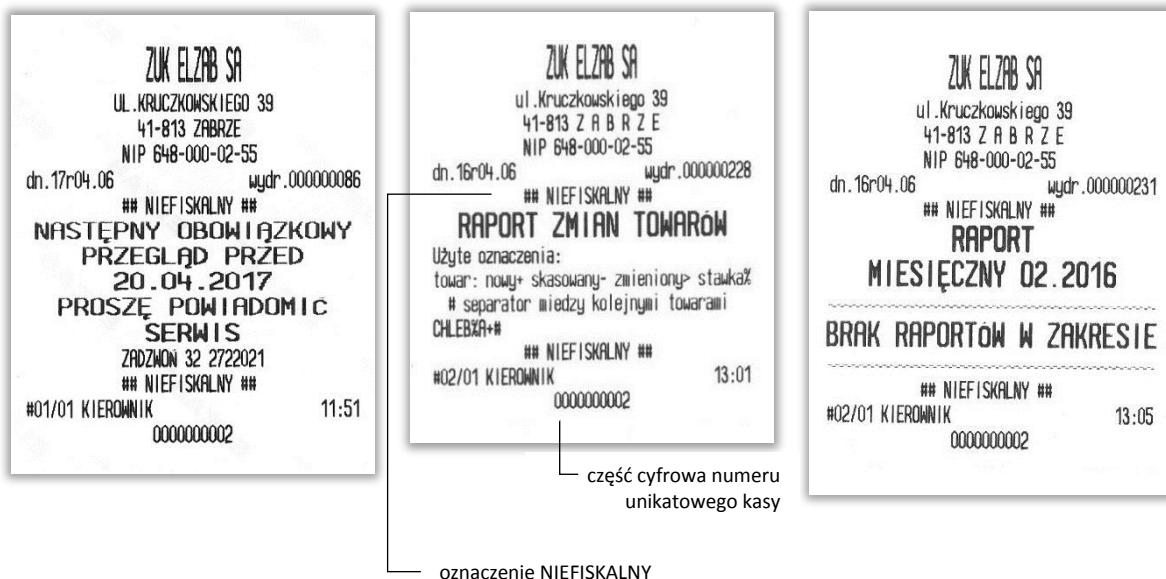 ZUK ELZAB SA
UL.KRUCZKOWSKIEGO 39
41-813 ZABRZE
NIP 648-000-02-55
dn.17r04.06 wydr.000000086
## NIEFISKALNY ##
NASTĘPNY OBOWIĄZKOWY
PRZEGLĄD PRZED
20.04.2017
PROSZĘ POWIADOMIĆ
SERWIS
ZADZWOŃ 32 2722021
## NIEFISKALNY ##
#01/01 KIEROWNIK 11:51
0000000002
ZUK ELZAB SA
ul.Kruczkowskiego 39
41-813 Z A B R Z E
NIP 648-000-02-55
dn.16r04.06 wydr.000000228
## NIEFISKALNY ##
RAPORT ZMIAN TOWARÓW
Użyte oznaczenia:
towar: nowy+ skasowany- zmieniony> stawka%
# separator miedzy kolejnymi towarami
CHLEB%A+#
## NIEFISKALNY ##
#02/01 KIEROWNIK 13:01
0000000002
część cyfrowa numeru
unikatowego kasy
oznaczenie NIEFISKALNY
ZUK ELZAB SA
ul.Kruczkowskiego 39
41-813 Z A B R Z E
NIP 648-000-02-55
dn.16r04.06 wydr.000000231
## NIEFISKALNY ##
RAPORT
MIESIĘCZNY 02.2016
BRAK RAPORTÓW W ZAKRESIE
## NIEFISKALNY ##
#02/01 KIEROWNIK 13:05
0000000002